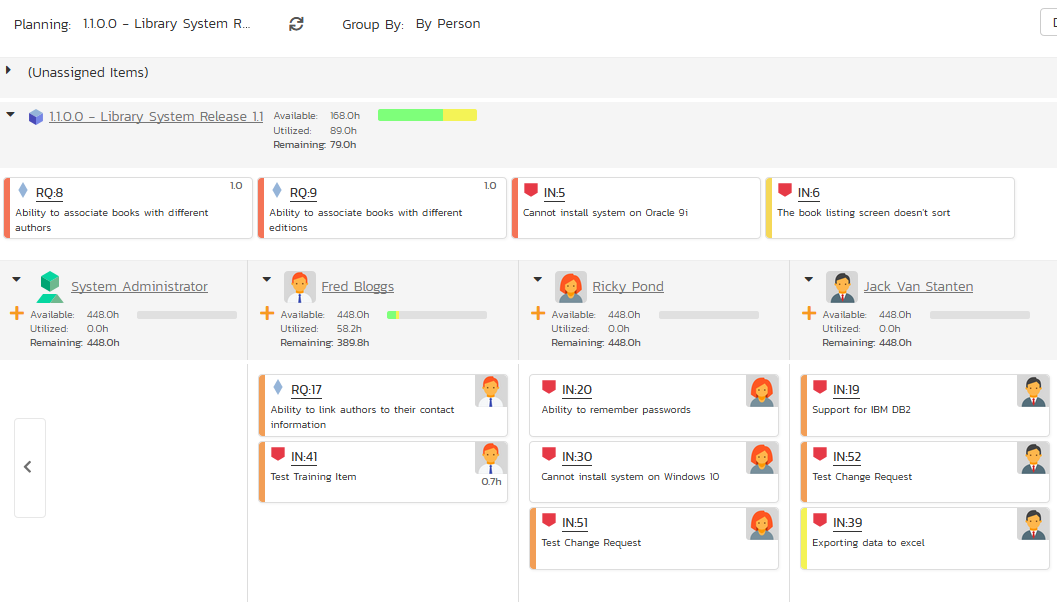 Planning: 1.1.0.0 - Library System R... Group By: By Person
(Unassigned Items)
1.1.0.0 - Library System Release 1.1
Available: 168.0h
Utilized: 89.0h
Remaining: 79.0h
RQ:8 1.0
Ability to associate books with different
authors
RQ:9 1.0
Ability to associate books with different
editions
IN:5
Cannot install system on Oracle 9i
IN:6
The book listing screen doesn't sort
System Administrator
Available: 448.0h
Utilized: 0.0h
Remaining: 448.0h
Fred Bloggs
Available: 448.0h
Utilized: 58.2h
Remaining: 389.8h
Ricky Pond
Available: 448.0h
Utilized: 0.0h
Remaining: 448.0h
Jack Van Stanten
Available: 448.0h
Utilized: 0.0h
Remaining: 448.0h
RQ:17
Ability to link authors to their contact
information
IN:41
Test Training Item
0.7h
IN:20
Ability to remember passwords
IN:30
Cannot install system on Windows 10
IN:51
Test Change Request
IN:19
Support for IBM DB2
IN:52
Test Change Request
IN:39
Exporting data to excel